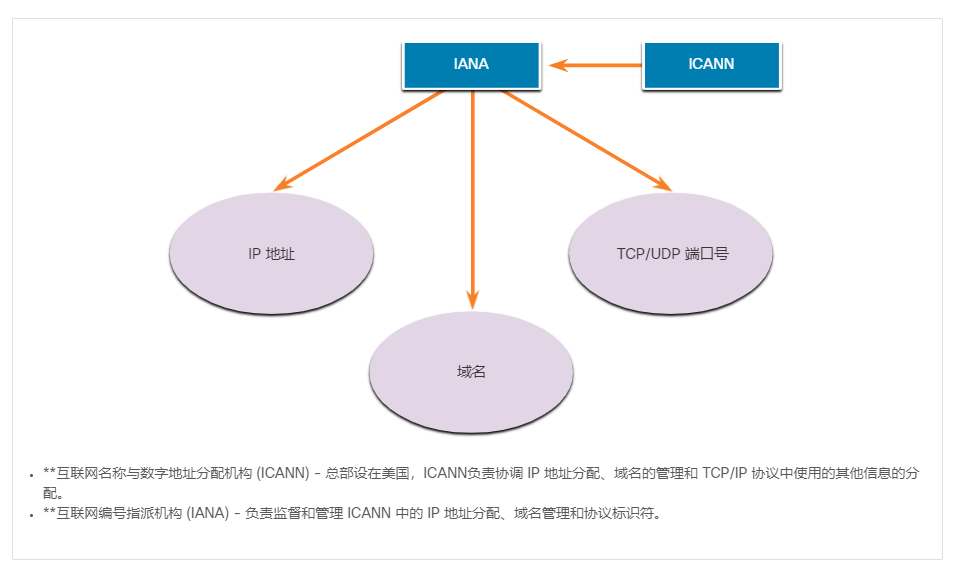 IANA
ICANN
IP 地址
TCP/UDP 端口号
域名
**互联网名称与数字地址分配机构 (ICANN) - 总部设在美国，ICANN负责协调 IP 地址分配、域名的管理和 TCP/IP 协议中使用的其他信息的分
配。
**互联网编号指派机构 (IANA) - 负责监督和管理 ICANN 中的 IP 地址分配、域名管理和协议标识符。